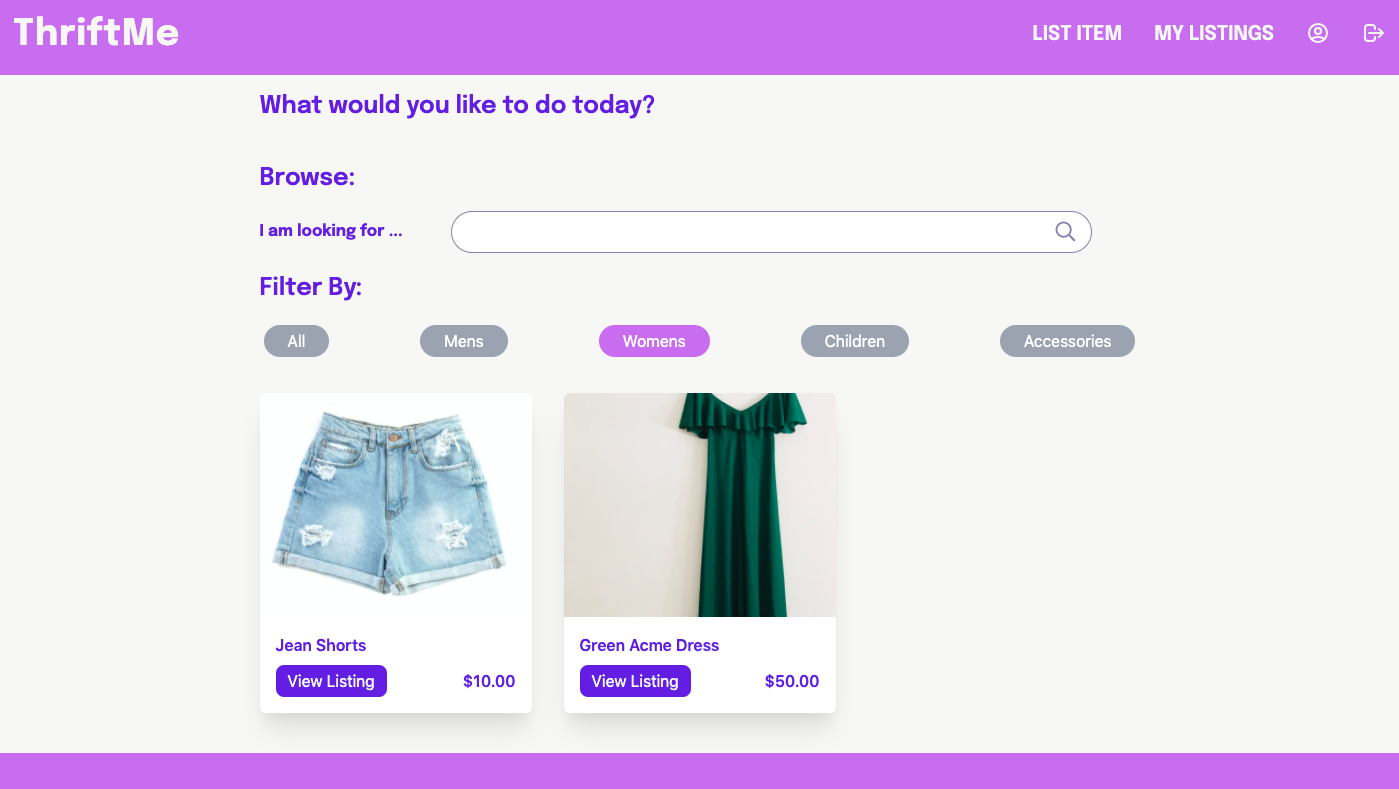 ThriftMe
LIST ITEM MY LISTINGS
What would you like to do today?
Browse:
I am looking for ...
Filter By:
All Mens Womens Children Accessories
Jean Shorts
View Listing $10.00
Green Acme Dress
View Listing $50.00